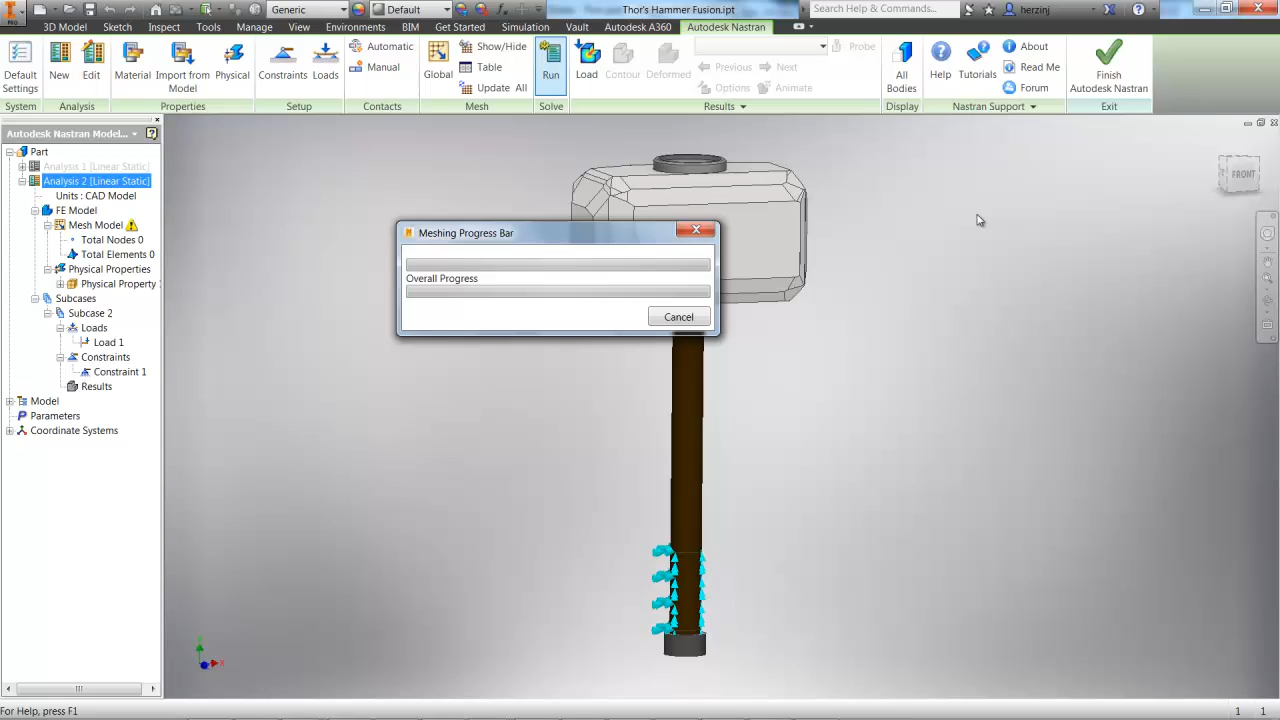 Generic
Default
Thor's Hammer Fusion.ipt
Search Help & Commands...
herzinj
PRO
3D Model
Sketch
Inspect
Tools
Manage
View
Environments
BIM
Get Started
Simulation
Vault
Autodesk A360
Autodesk Nastran
Default Settings
New
Edit
Material
Import from Model
Physical
Constraints
Loads
Automatic
Manual
Global
Show/Hide
Table
Update All
Run
Load
Contour
Deformed
Probe
Previous
Next
Options
Animate
All Bodies
Help
Tutorials
About
Read Me
Forum
Finish Autodesk Nastran
System
Analysis
Properties
Setup
Contacts
Mesh
Solve
Results
Display
Nastran Support
Exit
Autodesk Nastran Model...
Part
Analysis 1 [Linear Static]
Analysis 2 [Linear Static]
Units : CAD Model
FE Model
Mesh Model
Total Nodes 0
Total Elements 0
Physical Properties
Physical Property
Subcases
Subcase 2
Loads
Load 1
Constraints
Constraint 1
Results
Model
Parameters
Coordinate Systems
Meshing Progress Bar
Overall Progress
Cancel
FRONT
X
For Help, press F1
1 1